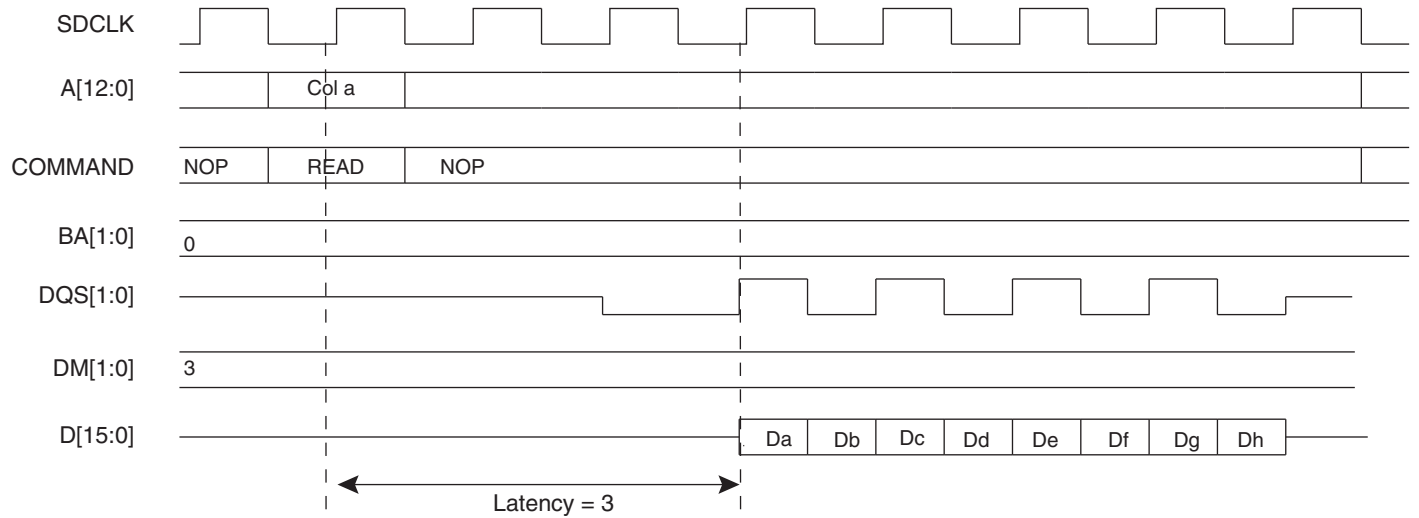 SDCLK
A[12:0] Col a
COMMAND NOP READ NOP
BA[1:0] 0
DQS[1:0]
DM[1:0] 3
D[15:0] Da Db Dc Dd De Df Dg Dh
Latency = 3